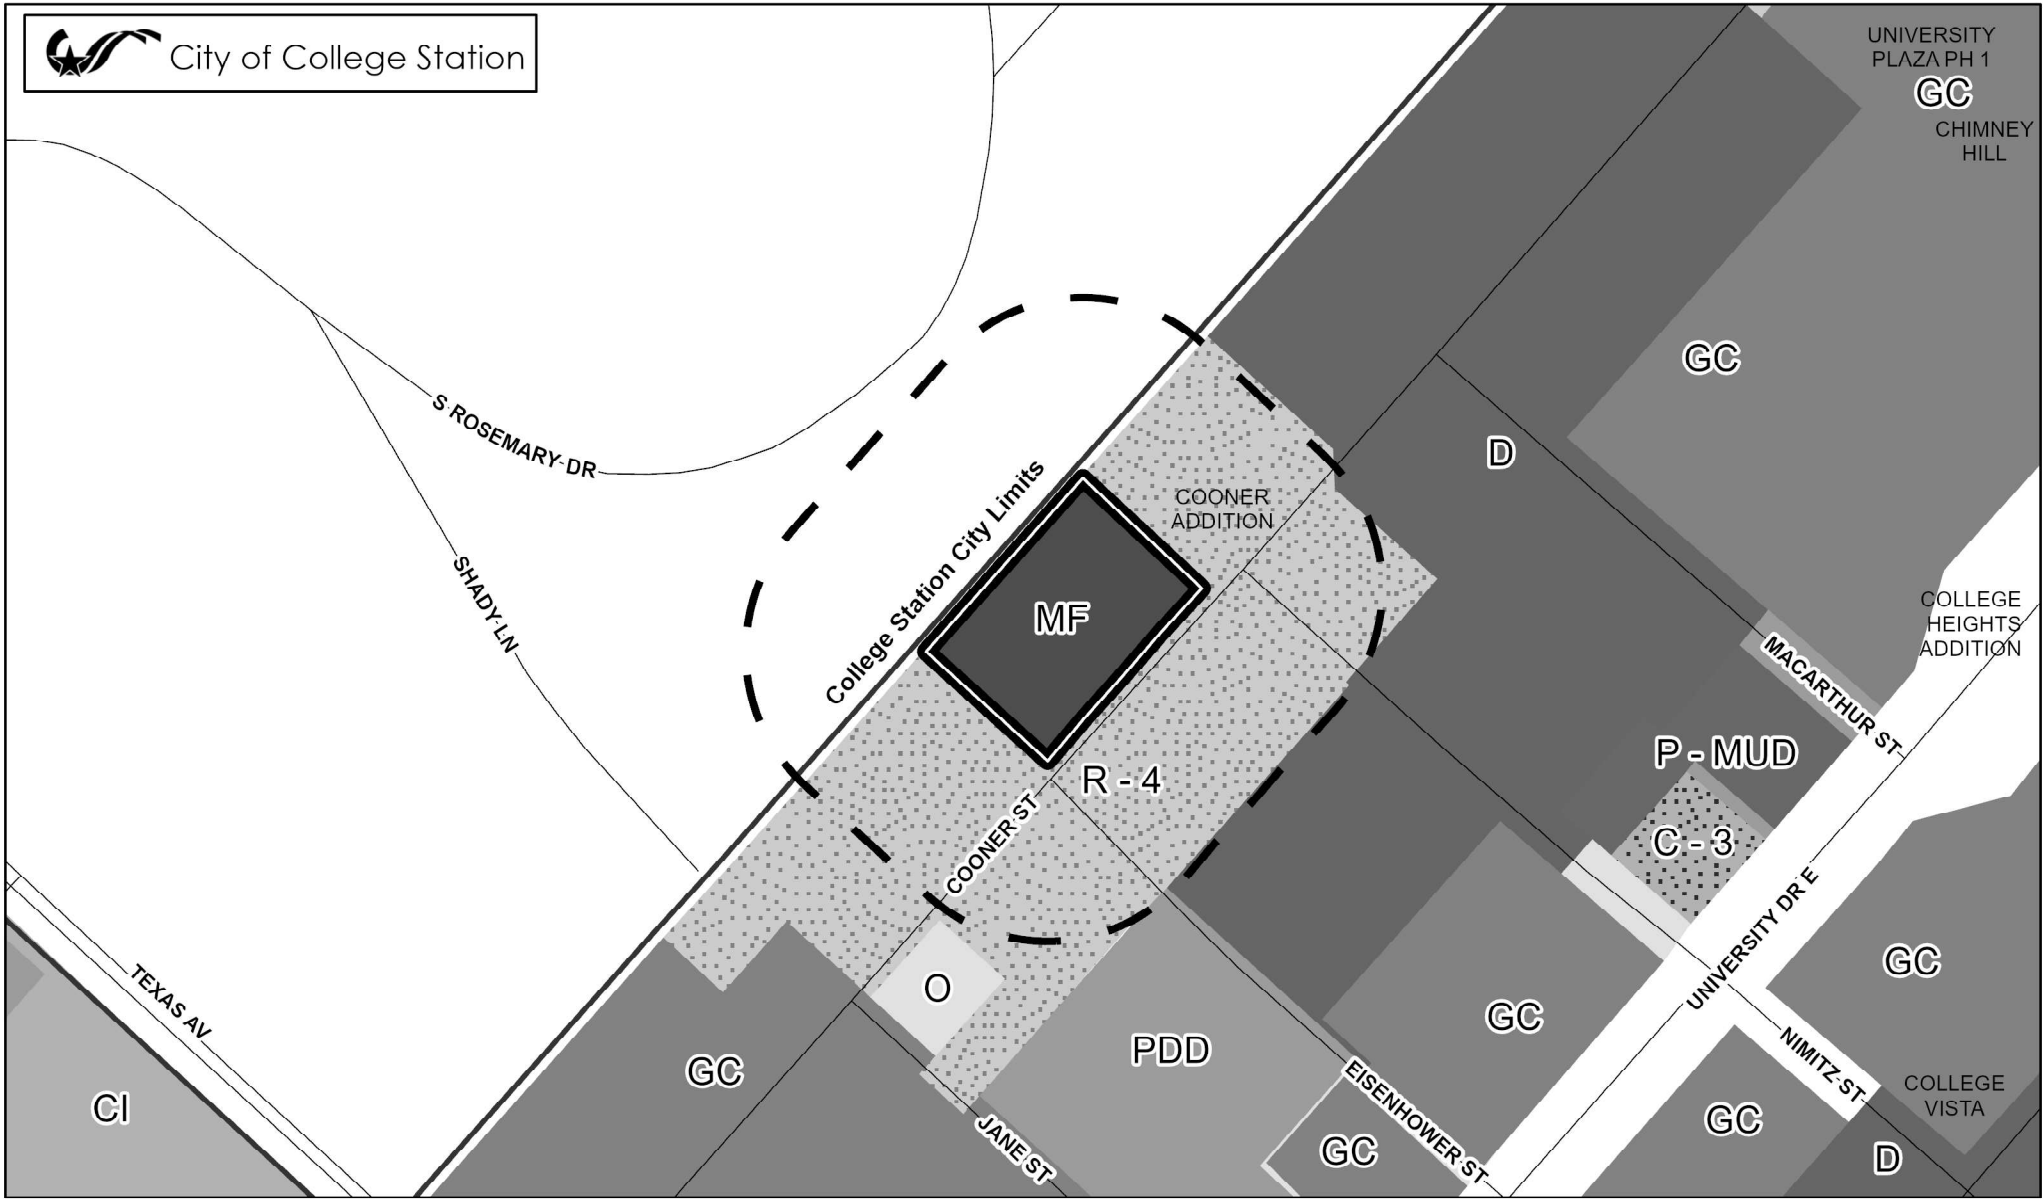 City of College Station
UNIVERSITY
PLAZA PH 1
GC
CHIMNEY
HILL
GC
S ROSEMARY DR
D
College Station City Limits
COONER
ADDITION
SHADY LN
MF
COLLEGE
HEIGHTS
ADDITION
MACARTHUR ST
P - MUD
R - 4
C - 3
COONER ST
UNIVERSITY DR E
GC
TEXAS AV
O
GC
PDD
GC
NIMITZ ST
EISENHOWER ST
COLLEGE
VISTA
CI
GC
JANE ST
GC
D